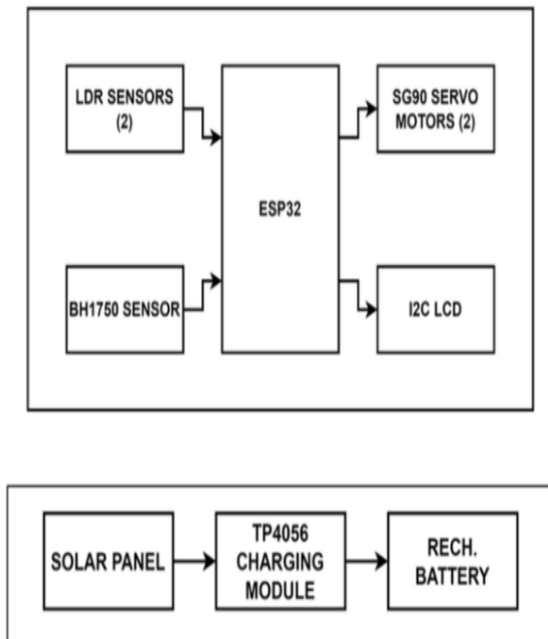 LDR SENSORS
(2)
SG90 SERVO
MOTORS (2)
ESP32
BH1750 SENSOR
I2C LCD
SOLAR PANEL
TP4056
CHARGING
MODULE
RECH.
BATTERY